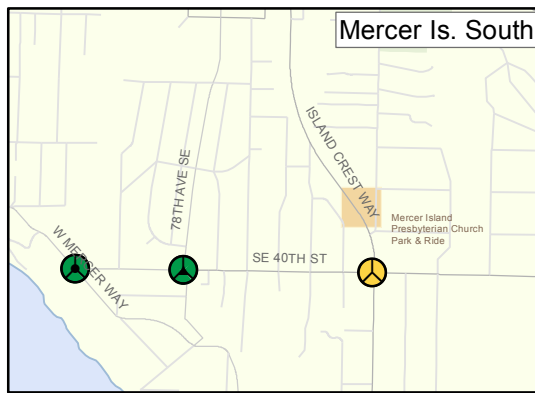 Mercer Is. South
ISLAND CREST WAY
78TH AVE SE
Mercer Island
Presbyterian Church
Park & Ride
W MERCER WAY
SE 40TH ST